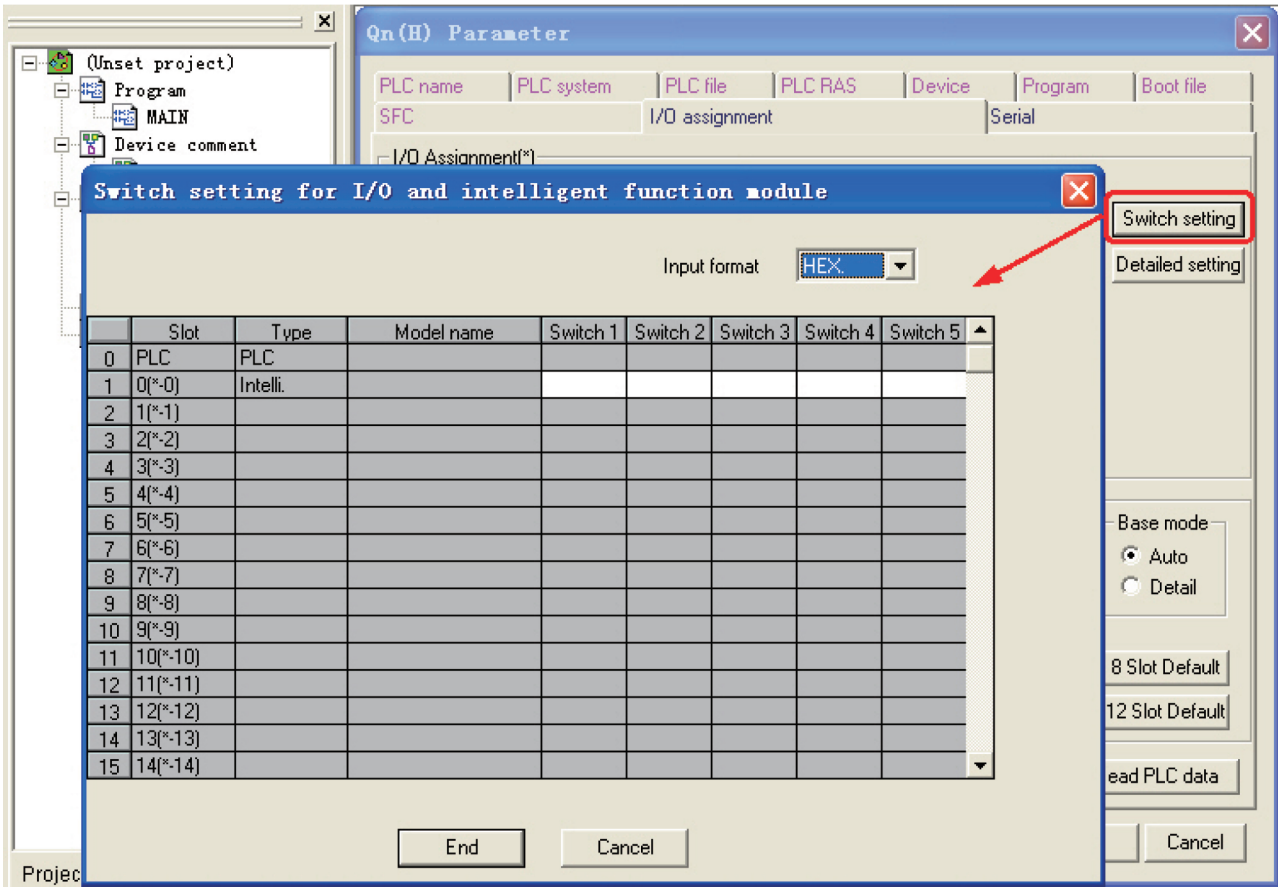 Qn(H) Parameter
(Unset project)
Program
MAIN
Device comment
PLC name PLC system PLC file PLC RAS Device Program Boot file
SFC I/O assignment Serial
I/O Assignment(*)
Switch setting for I/O and intelligent function module
Switch setting
Detailed setting
Input format HEX.
Slot Type Model name Switch 1 Switch 2 Switch 3 Switch 4 Switch 5
0 PLC PLC
1 0(*-0) Intelli.
2 1(*-1)
3 2(*-2)
4 3(*-3)
5 4(*-4)
6 5(*-5)
7 6(*-6)
8 7(*-7)
9 8(*-8)
10 9(*-9)
11 10(*-10)
12 11(*-11)
13 12(*-12)
14 13(*-13)
15 14(*-14)
Base mode
Auto
Detail
8 Slot Default
12 Slot Default
ead PLC data
End Cancel
Cancel
Projec